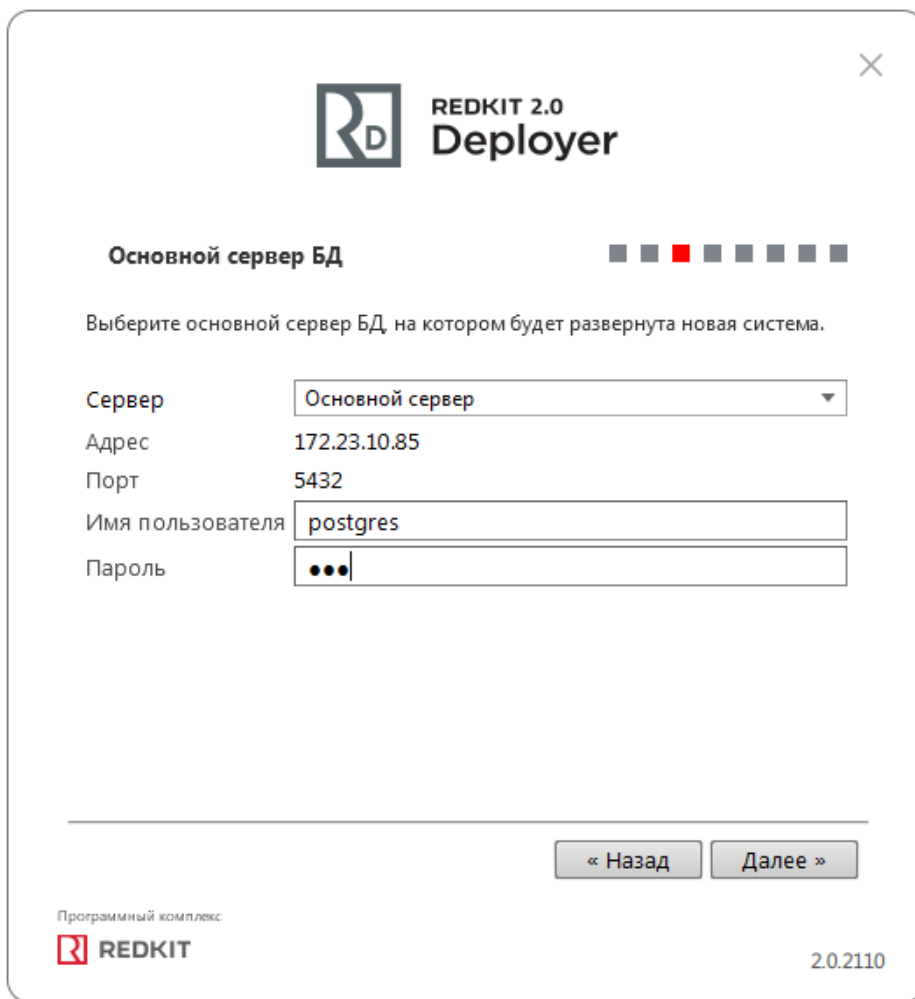 REDKIT 2.0
Deployer
Основной сервер БД
Выберите основной сервер БД, на котором будет развернута новая система.
Сервер Основной сервер
Адрес 172.23.10.85
Порт 5432
Имя пользователя postgres
Пароль •••
« Назад Далее »
Программный комплекс
REDKIT
2.0.2110